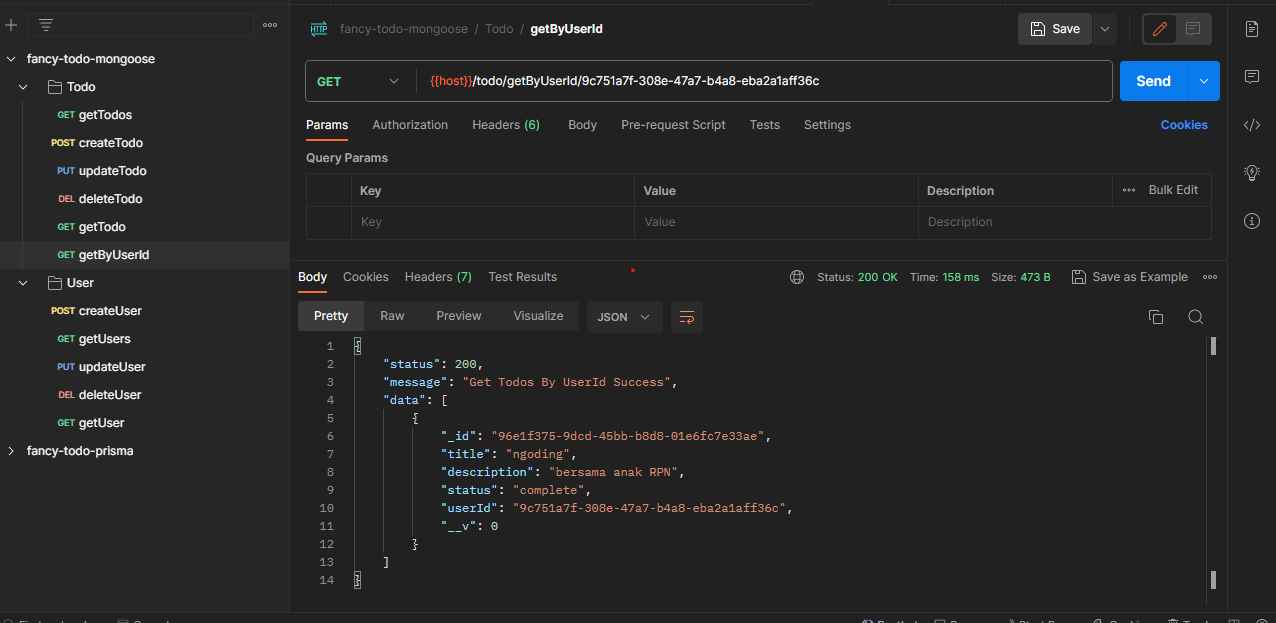 fancy-todo-mongoose
Todo
GET getTodos
POST createTodo
PUT updateTodo
DEL deleteTodo
GET getTodo
GET getByUserId
User
POST createUser
GET getUsers
PUT updateUser
DEL deleteUser
GET getUser
fancy-todo-prisma
HTTP fancy-todo-mongoose / Todo / getByUserId
Save
GET {{host}}/todo/getByUserId/9c751a7f-308e-47a7-b4a8-eba2a1aff36c
Send
Params Authorization Headers (6) Body Pre-request Script Tests Settings Cookies
Query Params
Key Value Description Bulk Edit
Key Value Description
Body Cookies Headers (7) Test Results Status: 200 OK Time: 158 ms Size: 473 B Save as Example
Pretty Raw Preview Visualize JSON
1 {
2 "status": 200,
3 "message": "Get Todos By UserId Success",
4 "data": [
5 {
6 "_id": "96e1f375-9dcd-45bb-b8d8-01e6fc7e33ae",
7 "title": "ngoding",
8 "description": "bersama anak RPN",
9 "status": "complete",
10 "userId": "9c751a7f-308e-47a7-b4a8-eba2a1aff36c",
11 "__v": 0
12 }
13 ]
14 }